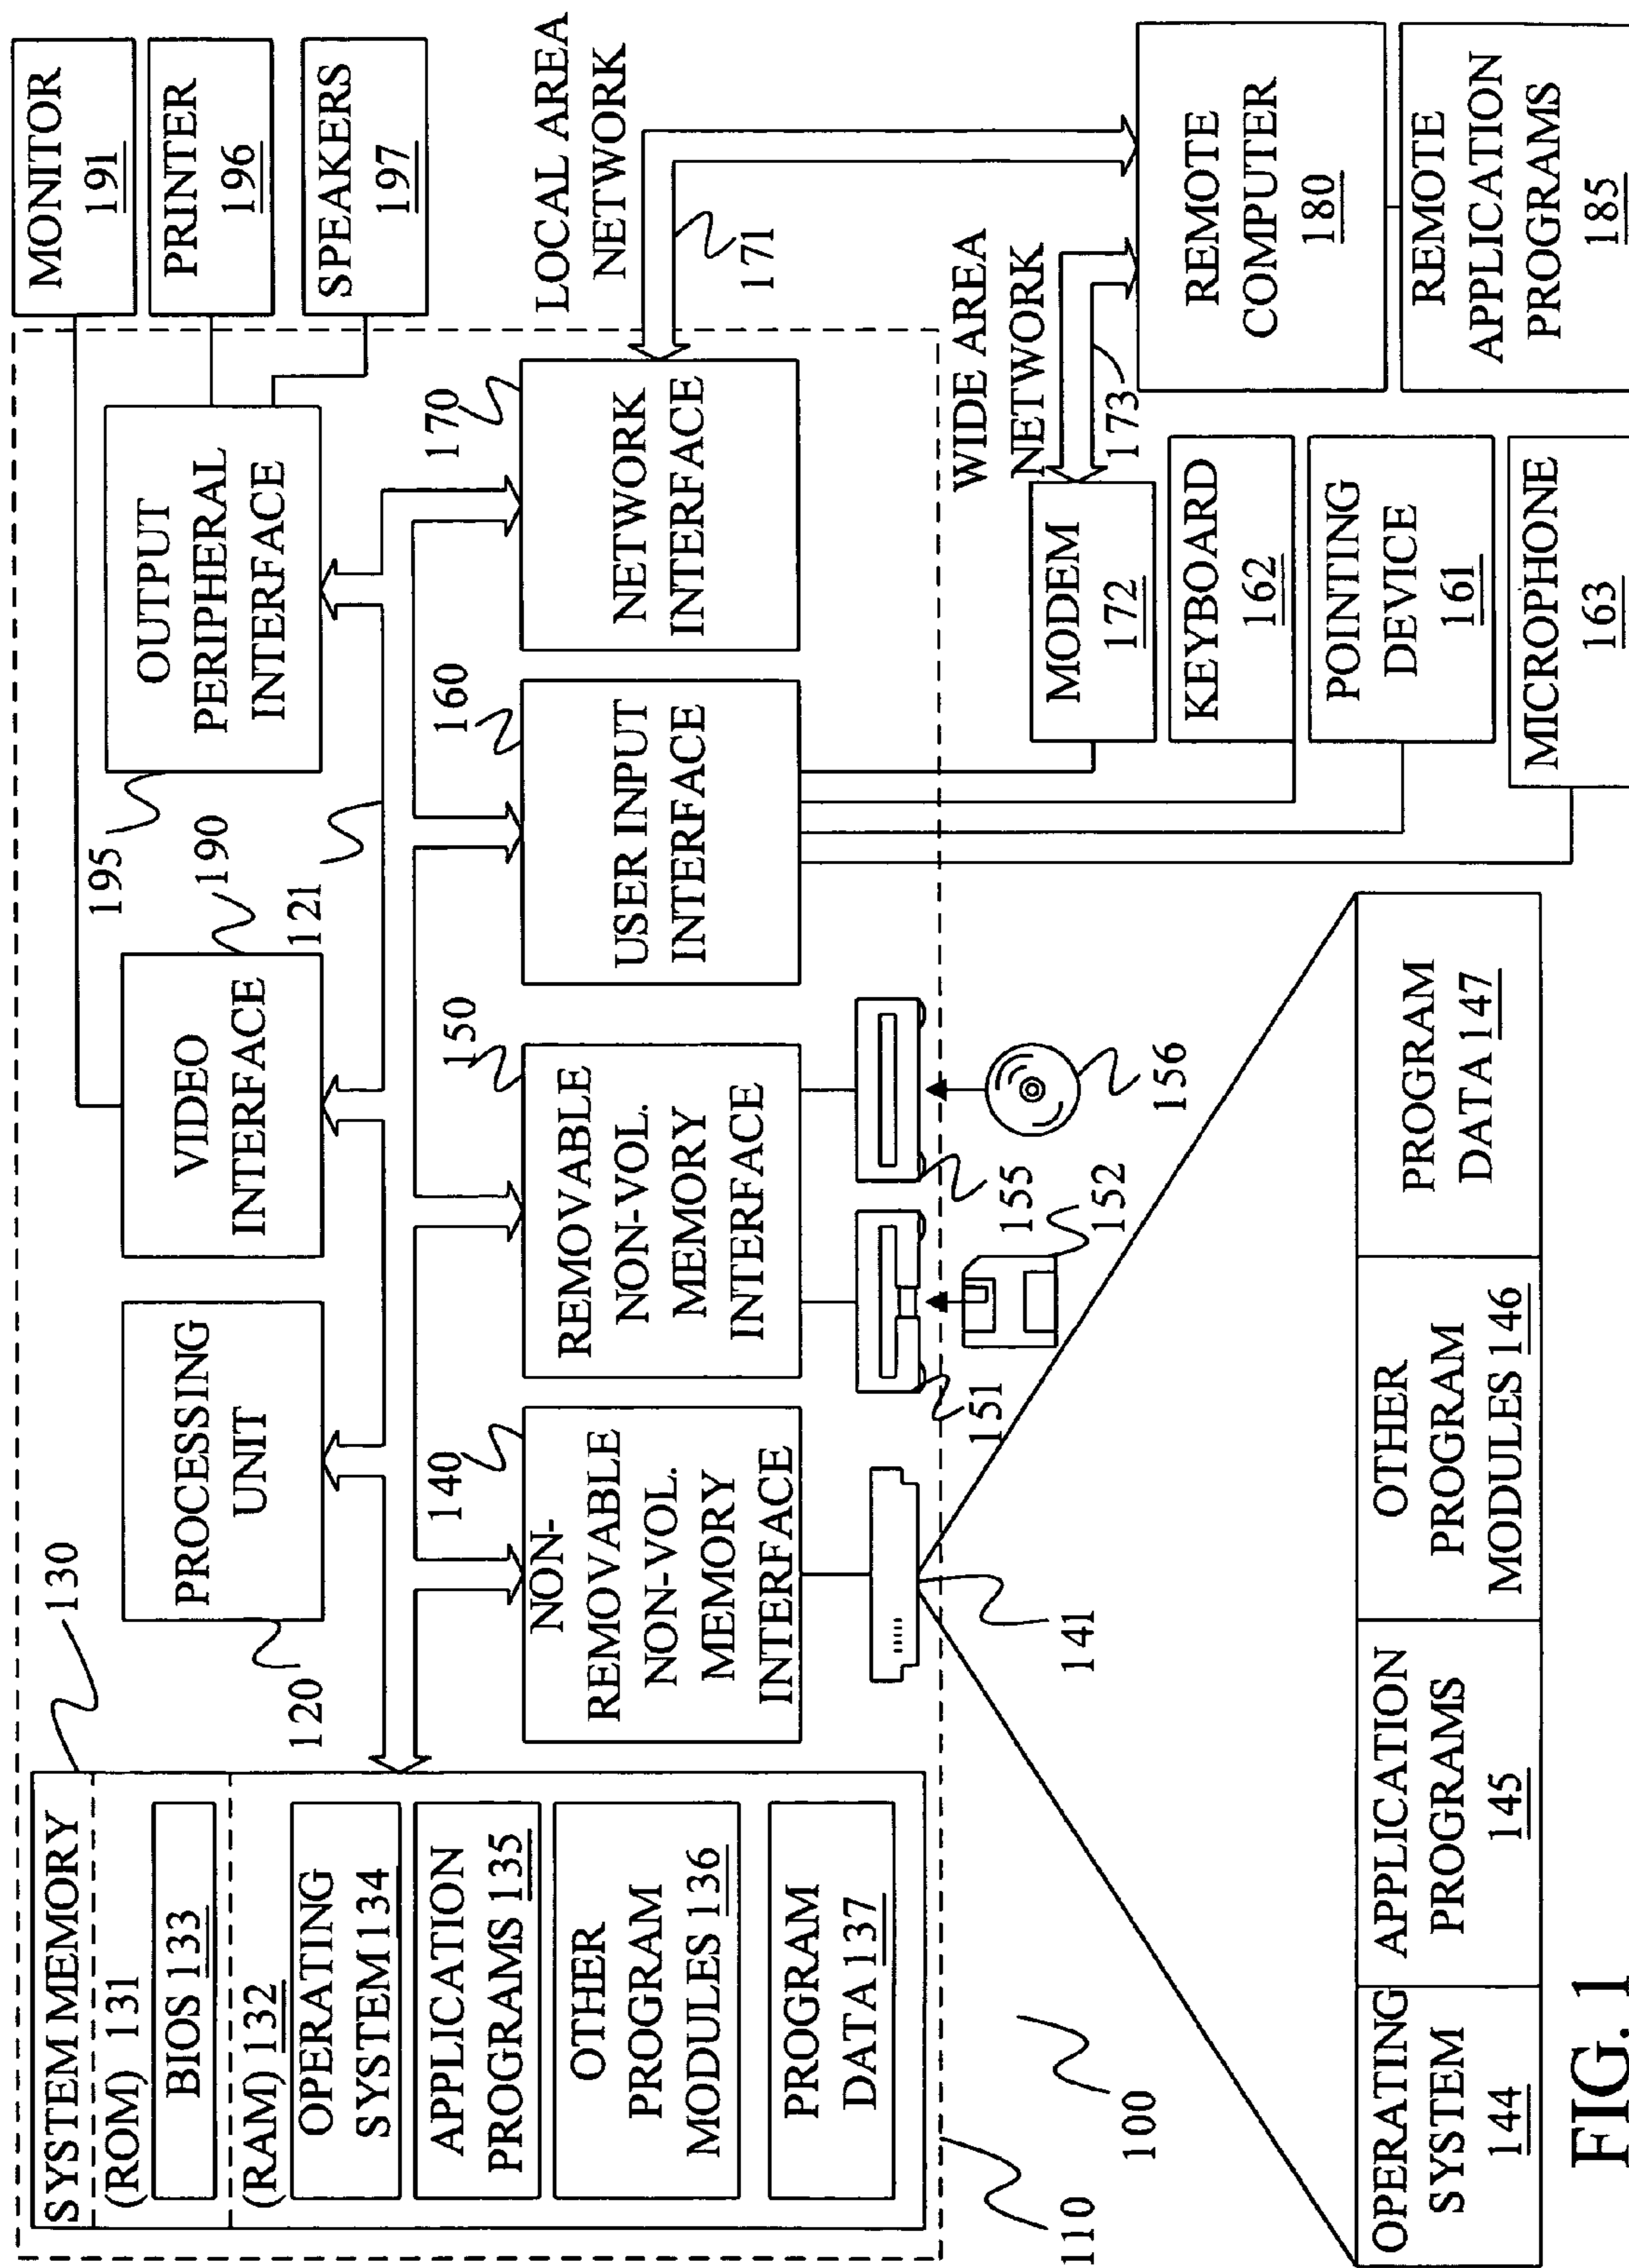 SYSTEM MEMORY
(ROM) 131
BIOS 133
(RAM) 132
OPERATING
SYSTEM 134
APPLICATION
PROGRAMS 135
OTHER
PROGRAM
MODULES 136
PROGRAM
DATA 137
130
120
PROCESSING
UNIT
VIDEO
INTERFACE
190
121
195
OUTPUT
PERIPHERAL
INTERFACE
MONITOR
191
PRINTER
196
SPEAKERS
197
140
NON-
REMOVABLE
NON-VOL.
MEMORY
INTERFACE
150
REMOVABLE
NON-VOL.
MEMORY
INTERFACE
160
USER INPUT
INTERFACE
170
NETWORK
INTERFACE
LOCAL AREA
NETWORK
171
141
151
155
152
156
WIDE AREA
NETWORK
173
MODEM
172
KEYBOARD
162
POINTING
DEVICE
161
MICROPHONE
163
REMOTE
COMPUTER
180
REMOTE
APPLICATION
PROGRAMS
185
110
100
OPERATING
SYSTEM
144
APPLICATION
PROGRAMS
145
OTHER
PROGRAM
MODULES 146
PROGRAM
DATA 147
FIG. 1